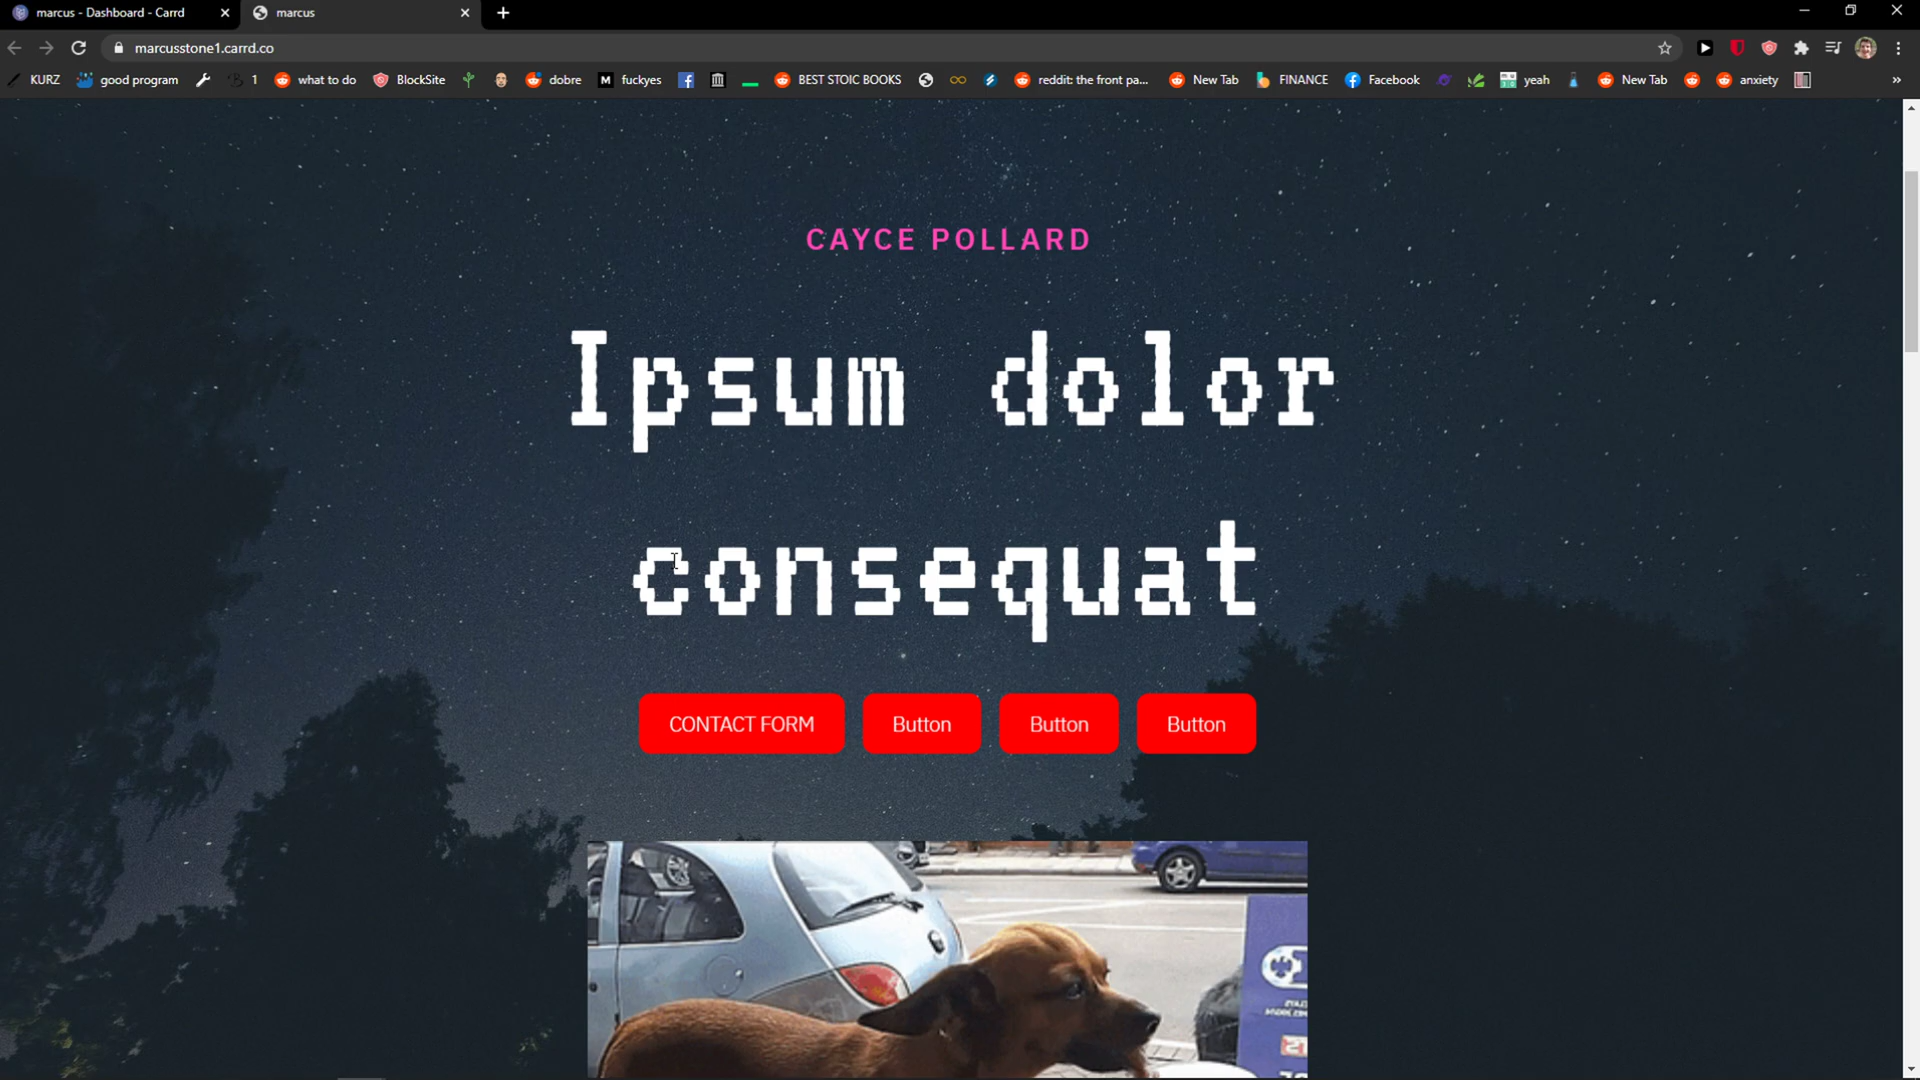 marcus - Dashboard - Carrd
marcus
marcusstone1.carrd.co
KURZ
good program
1
what to do
BlockSite
dobre
M
fuckyes
BEST STOIC BOOKS
reddit: the front pa...
New Tab
FINANCE
Facebook
yeah
New Tab
anxiety
CAYCE POLLARD
Ipsum dolor
consequat
CONTACT FORM
Button
Button
Button